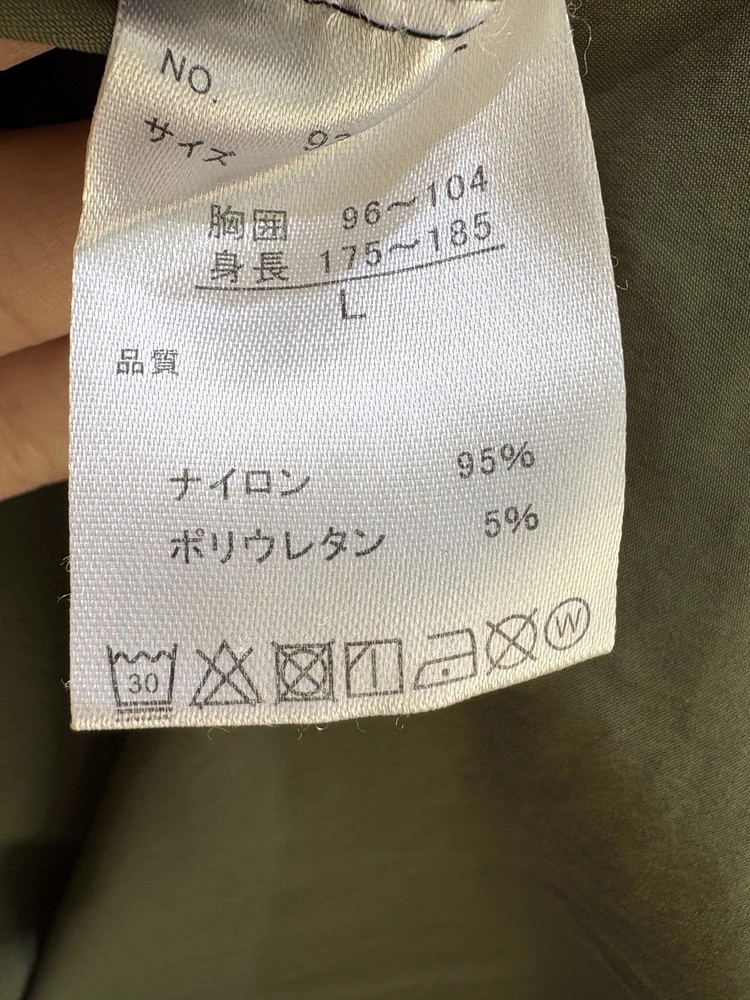 NO.
サイズ
胸囲 96～104
身長 175～185
L
品質
ナイロン 95%
ポリウレタン 5%
30 W